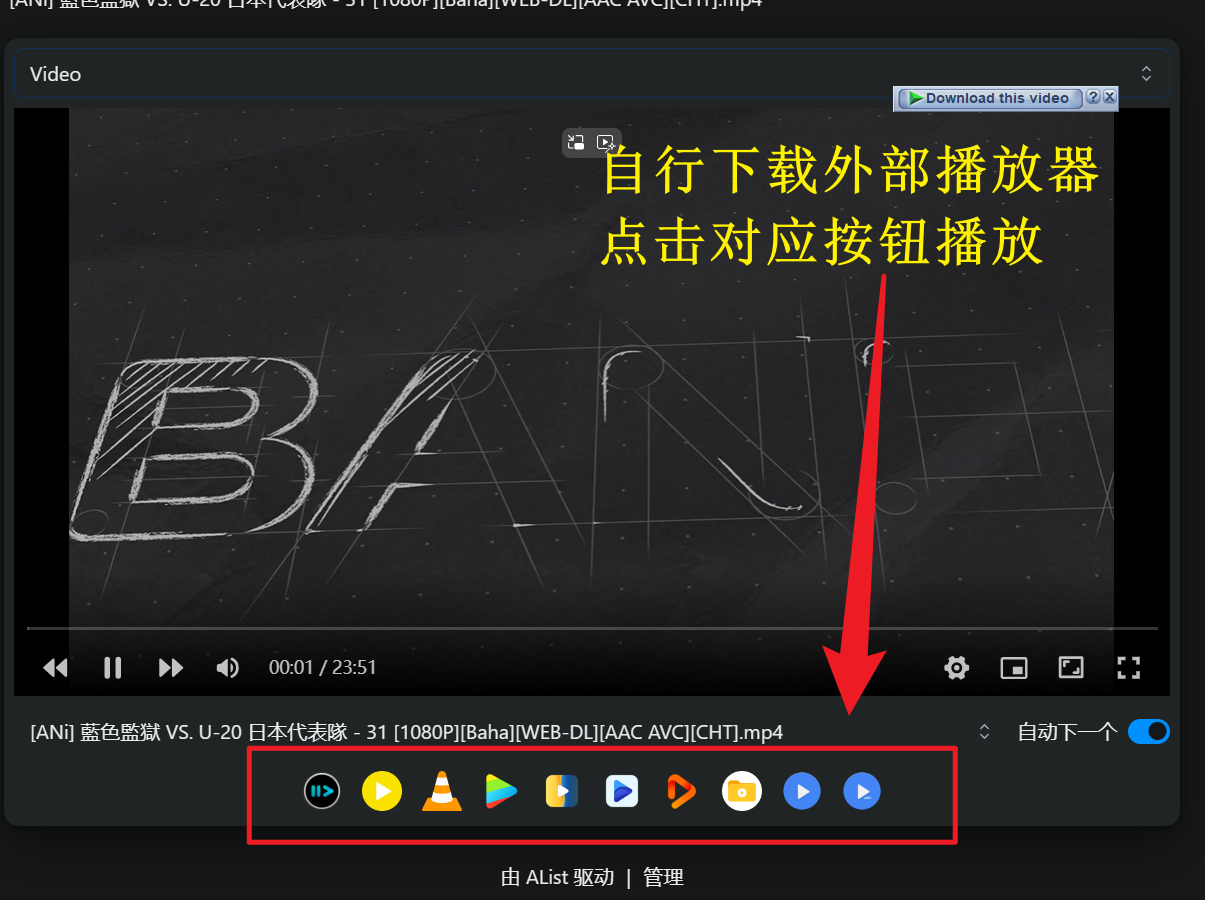 [ANi] 藍色監獄 VS. U-20 日本代表隊 - 31 [1080P][Baha][WEB-DL][AAC AVC][CHT].mp4
Video
Download this video ? X
自行下载外部播放器
点击对应按钮播放
BANDAI
00:01 / 23:51
[ANi] 藍色監獄 VS. U-20 日本代表隊 - 31 [1080P][Baha][WEB-DL][AAC AVC][CHT].mp4
自动下一个
由 AList 驱动 | 管理